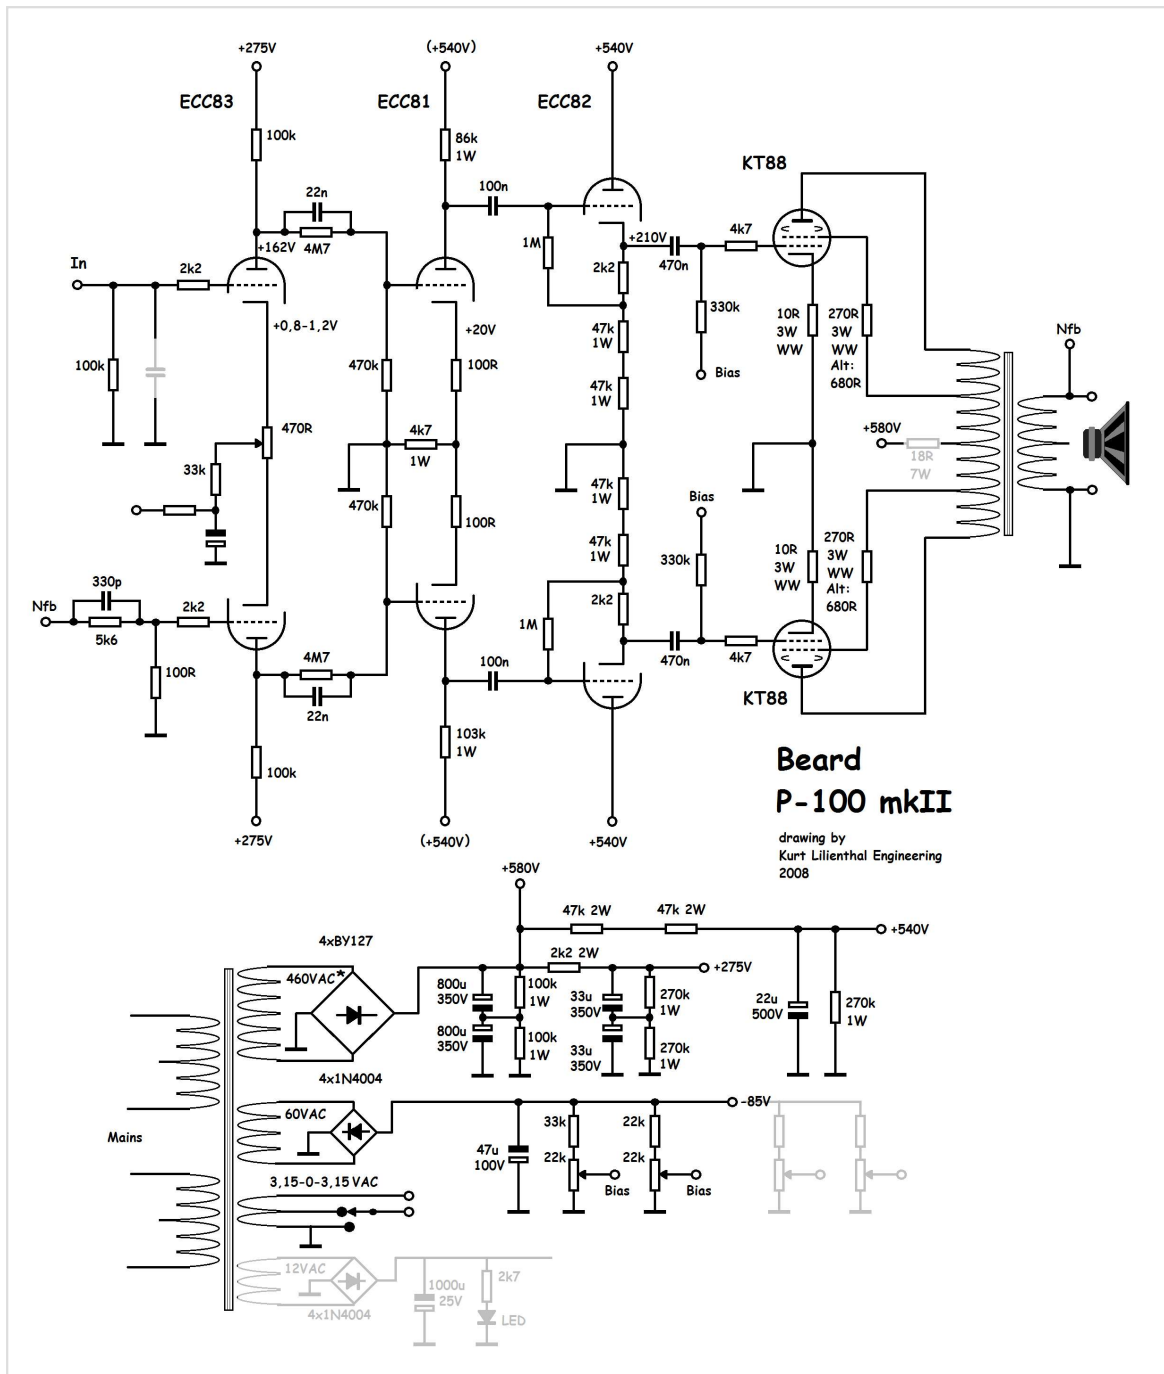 +275V
(+540V)
+540V
ECC83
ECC81
ECC82
100k
86k
1W
KT88
22n
100n
4k7
1M
+210V
+162V
4M7
2k2
470n
In
2k2
330k
+0,8-1,2V
+20V
47k
1W
10R
3W
WW
270R
3W
WW
Alt:
680R
Nfb
100k
470k
100R
47k
1W
Bias
470R
4k7
1W
+580V
18R
7W
33k
47k
1W
Bias
470k
100R
47k
1W
330k
10R
3W
WW
270R
3W
WW
Alt:
680R
330p
Nfb
2k2
2k2
5k6
1M
4M7
100n
470n
4k7
100R
22n
KT88
103k
1W
100k
Beard
P-100 mkII
+275V
(+540V)
+540V
drawing by
Kurt Lilienthal Engineering
2008
+580V
47k 2W
47k 2W
+540V
4xBY127
2k2 2W
+275V
460VAC*
800u
350V
100k
1W
33u
350V
270k
1W
22u
500V
270k
1W
800u
350V
100k
1W
33u
350V
270k
1W
4x1N4004
-85V
60VAC
33k
22k
Mains
47u
100V
22k
22k
3,15-0-3,15VAC
Bias
Bias
12VAC
1000u
25V
2k7
4x1N4004
LED